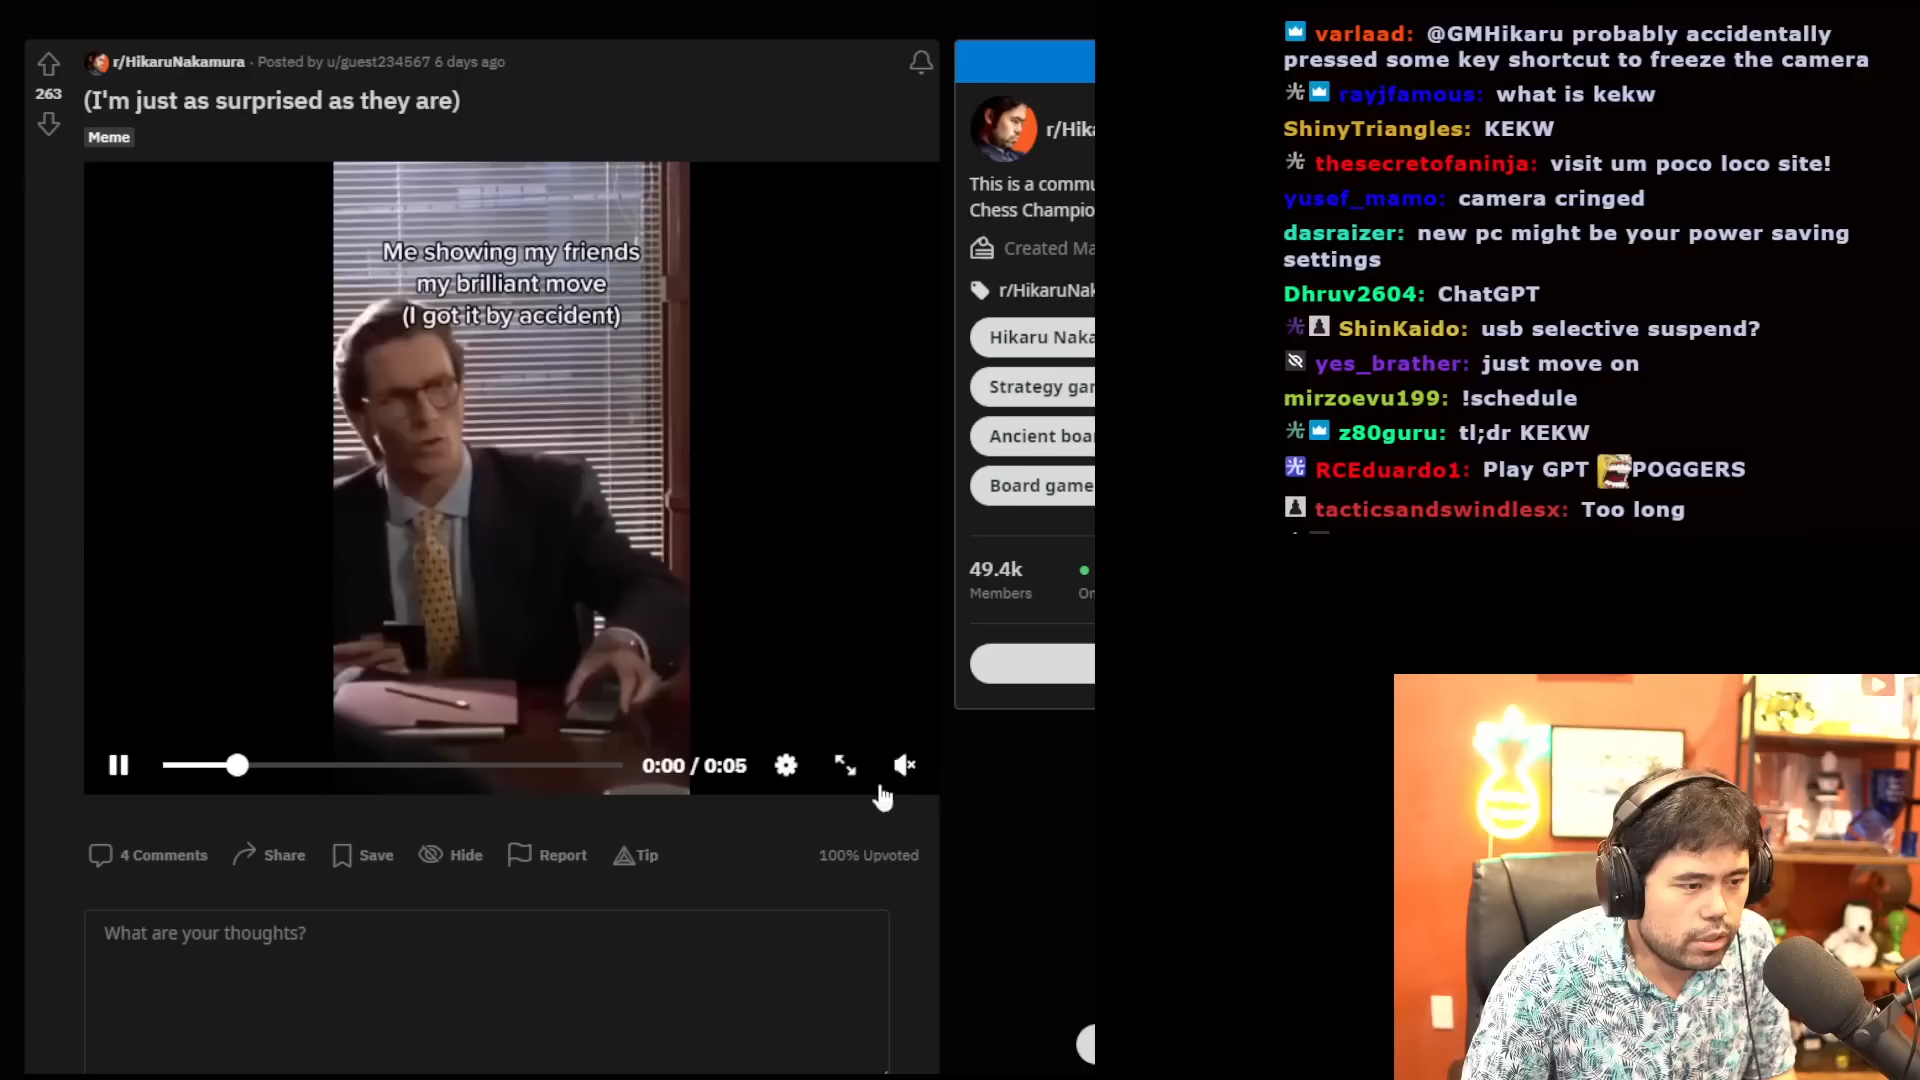 r/HikaruNakamura · Posted by u/guest234567 6 days ago
263
(I'm just as surprised as they are)
Meme
Me showing my friends
my brilliant move
(I got it by accident)
0:00 / 0:05
4 Comments
Share
Save
Hide
Report
Tip
100% Upvoted
What are your thoughts?
r/Hik
This is a comm
Chess Champio
Created Ma
r/HikaruNak
Hikaru Naka
Strategy gar
Ancient boar
Board game
49.4k
Members
On
varlaad: @GMHikaru probably accidentally
pressed some key shortcut to freeze the camera
rayjfamous: what is kekw
ShinyTriangles: KEKW
thesecretofaninja: visit um poco loco site!
yusef_mamo: camera cringed
dasraizer: new pc might be your power saving
settings
Dhruv2604: ChatGPT
ShinKaido: usb selective suspend?
yes_brather: just move on
mirzoevu199: !schedule
z80guru: tl;dr KEKW
RCEduardo1: Play GPT POGGERS
tacticsandswindlesx: Too long